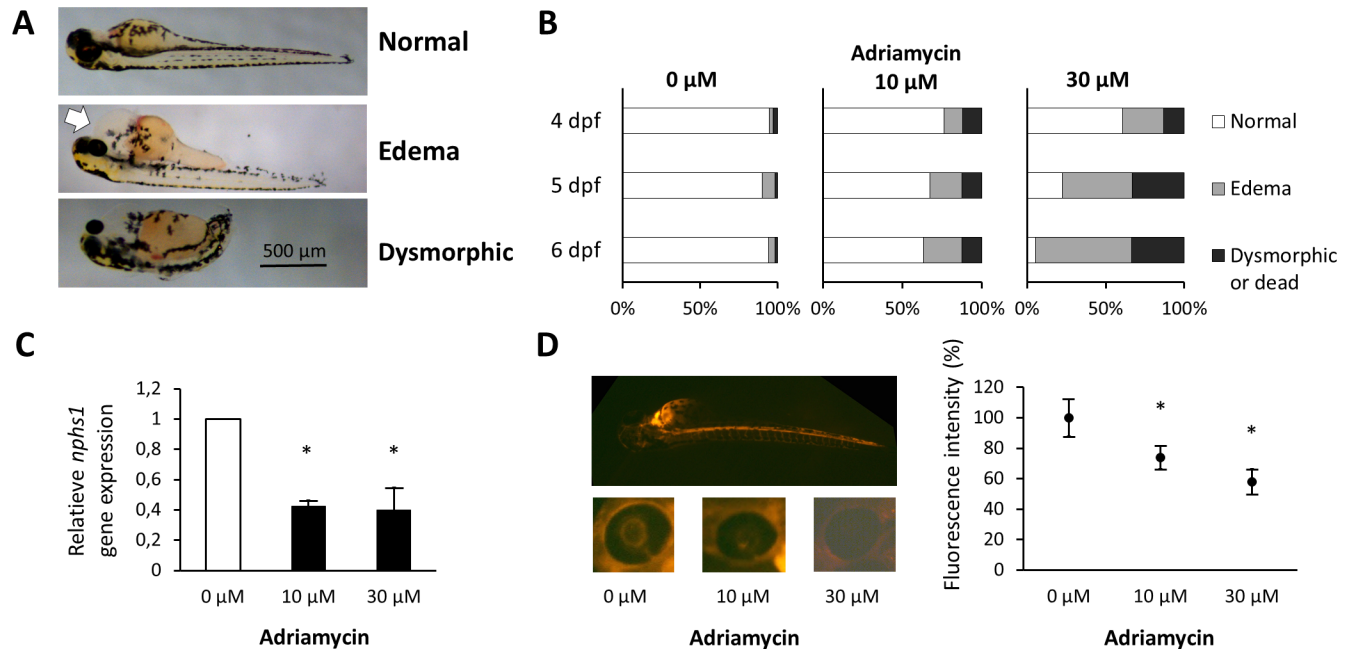 A
Normal
Edema
Dysmorphic
500 µm
B
Adriamycin
0 µM
10 µM
30 µM
4 dpf
5 dpf
6 dpf
0%
50%
100%
0%
50%
100%
0%
50%
100%
Normal
Edema
Dysmorphic
or dead
C
Relatieve nphs1
gene expression
1,2
1
0,8
0,6
0,4
0,2
0
*
*
0 µM
10 µM
30 µM
Adriamycin
D
0 µM
10 µM
30 µM
Adriamycin
Fluorescence intensity (%)
120
100
80
60
40
20
0
*
*
0 µM
10 µM
30 µM
Adriamycin